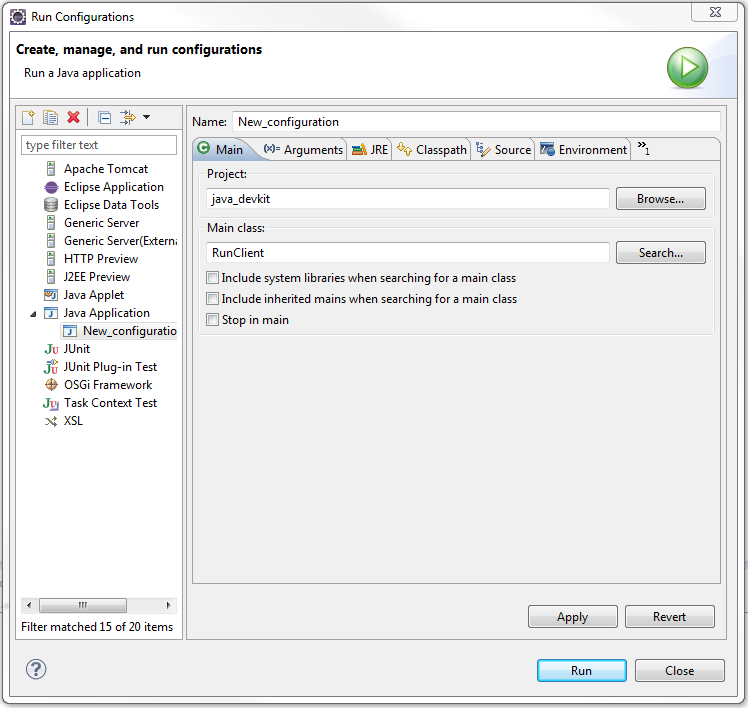 Run Configurations
Create, manage, and run configurations
Run a Java application
type filter text
Apache Tomcat
Eclipse Application
Eclipse Data Tools
Generic Server
Generic Server(Externa
HTTP Preview
J2EE Preview
Java Applet
Java Application
New_configuratio
JUnit
JUnit Plug-in Test
OSGi Framework
Task Context Test
XSL
Filter matched 15 of 20 items
Name: New_configuration
Main (x)= Arguments JRE Classpath Source Environment »1
Project:
java_devkit Browse...
Main class:
RunClient Search...
Include system libraries when searching for a main class
Include inherited mains when searching for a main class
Stop in main
Apply Revert
? Run Close